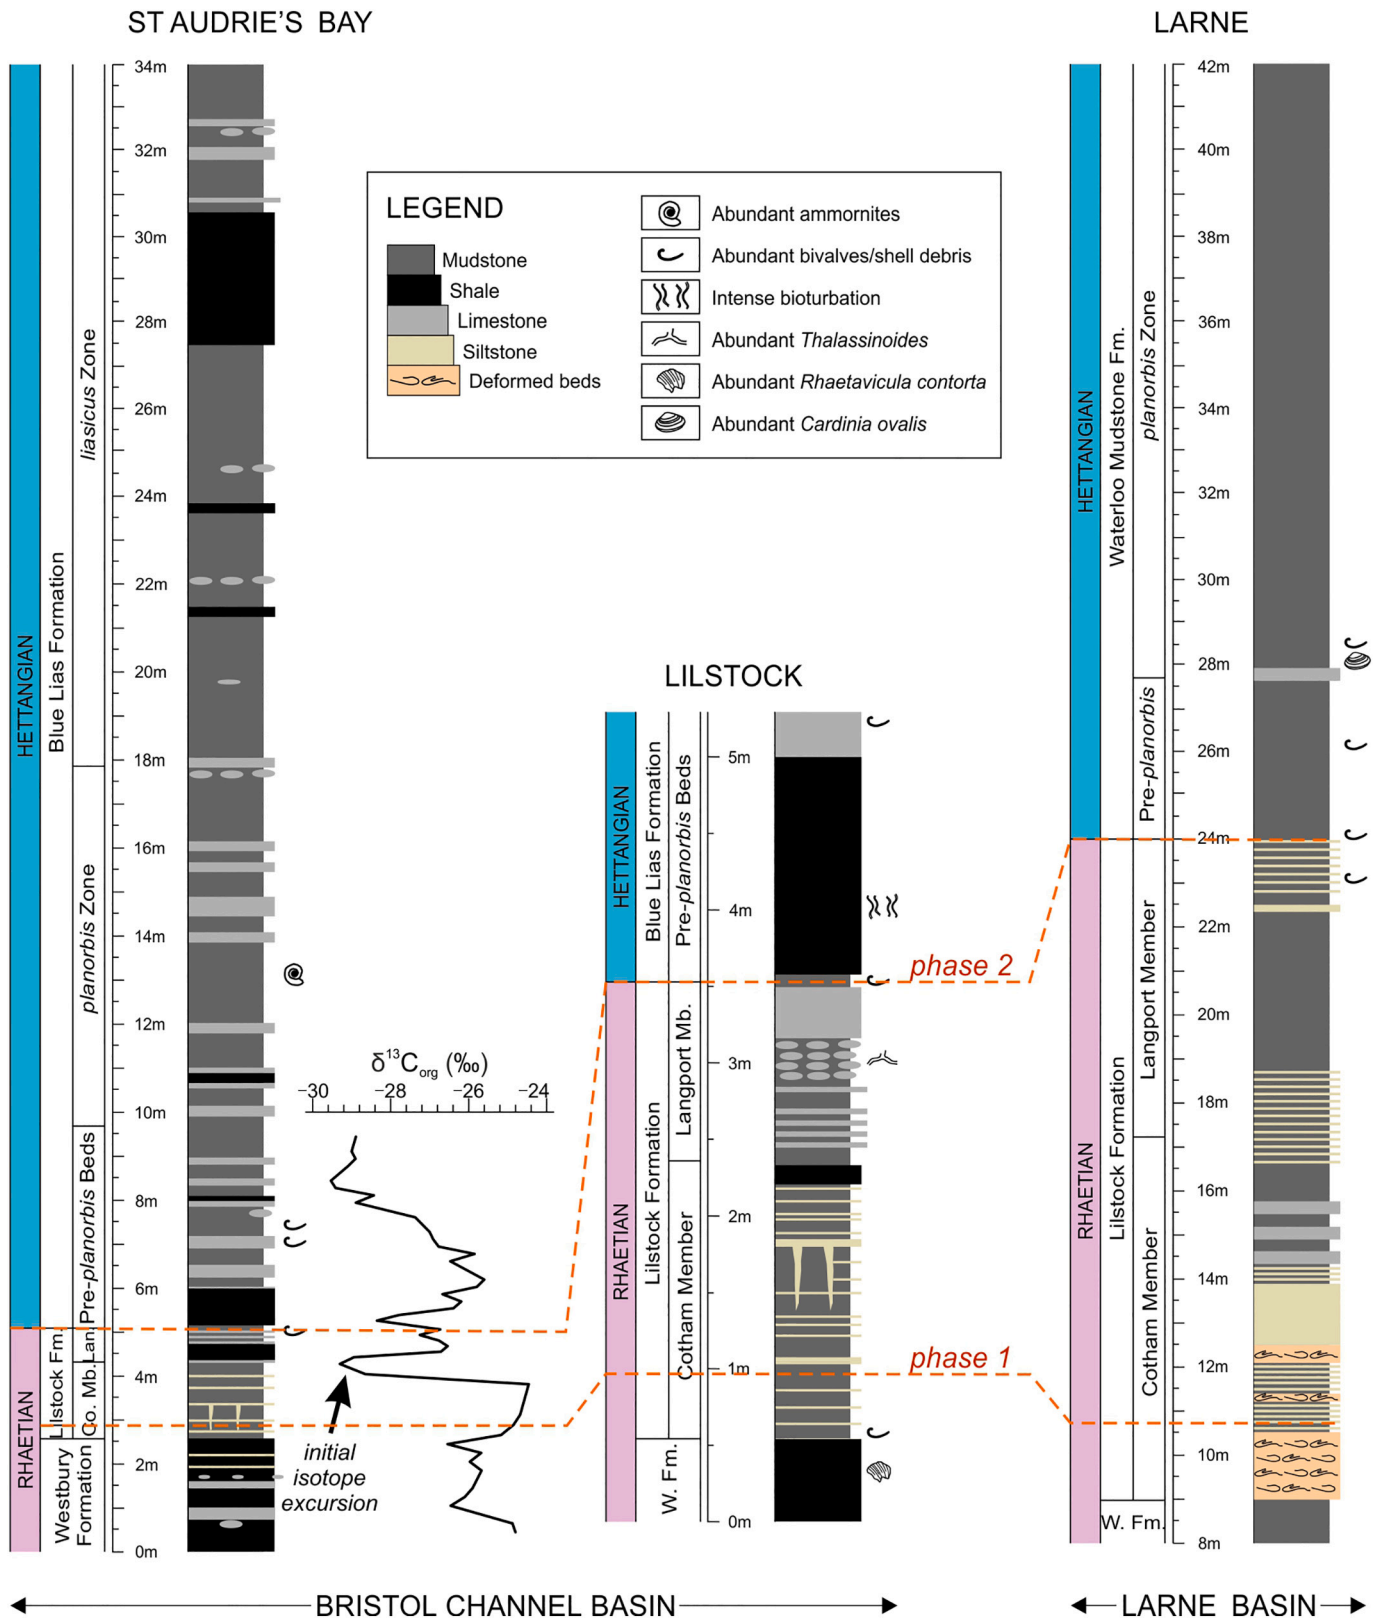 ST AUDRIE'S BAY
LARNE
34m
32m
30m
28m
26m
24m
22m
20m
18m
16m
14m
12m
10m
8m
6m
4m
2m
0m
HETTANGIAN
RHAETIAN
Blue Lias Formation
Lilstock Fm.
Westbury
Formation
liasicus Zone
planorbis Zone
Pre-planorbis Beds
Lan.
Co. Mb.
LEGEND
Mudstone
Shale
Limestone
Siltstone
Deformed beds
Abundant ammornites
Abundant bivalves/shell debris
Intense bioturbation
Abundant Thalassinoides
Abundant Rhaetavicula contorta
Abundant Cardinia ovalis
δ13Corg (‰)
−30
−28
−26
−24
initial
isotope
excursion
LILSTOCK
HETTANGIAN
RHAETIAN
Blue Lias Formation
Pre-planorbis Beds
Lilstock Formation
Langport Mb.
Cotham Member
W. Fm.
5m
4m
3m
2m
1m
0m
phase 2
phase 1
HETTANGIAN
RHAETIAN
Waterloo Mudstone Fm.
planorbis Zone
Pre-planorbis
Lilstock Formation
Langport Member
Cotham Member
W. Fm.
42m
40m
38m
36m
34m
32m
30m
28m
26m
24m
22m
20m
18m
16m
14m
12m
10m
8m
BRISTOL CHANNEL BASIN
LARNE BASIN